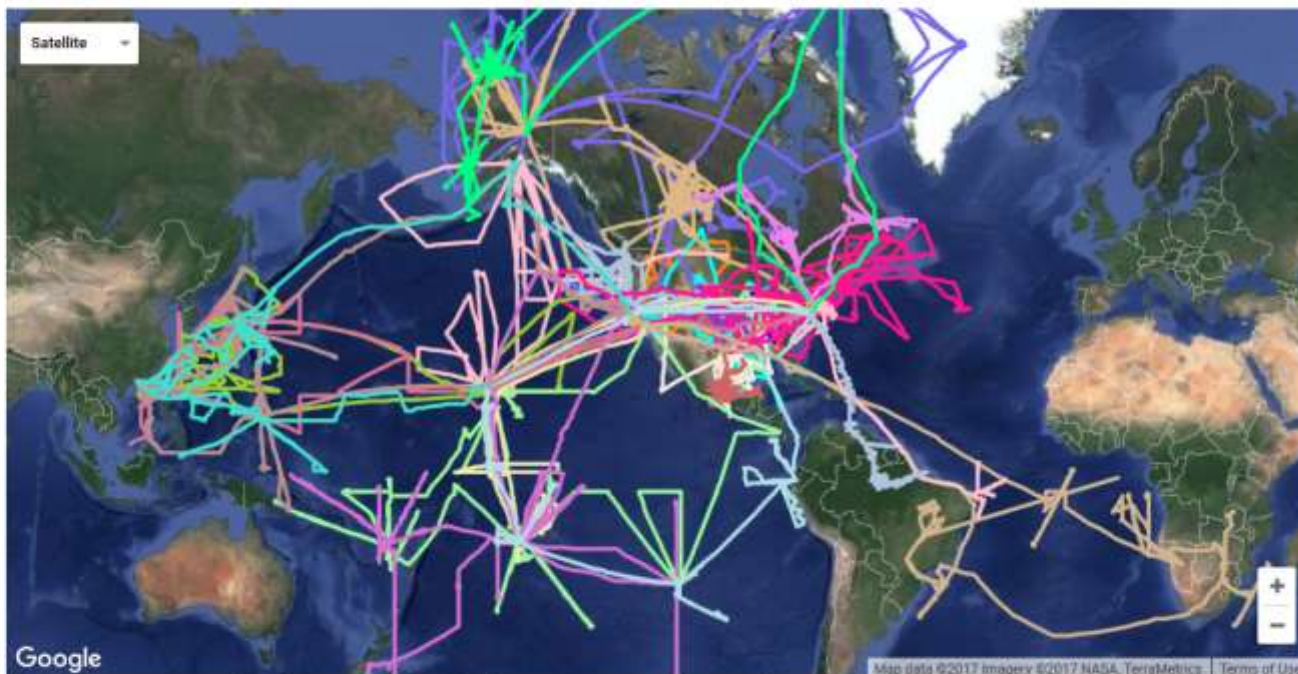 Satellite
+
−
Google
Map data ©2017 Imagery ©2017 NASA, TerraMetrics
Terms of Use